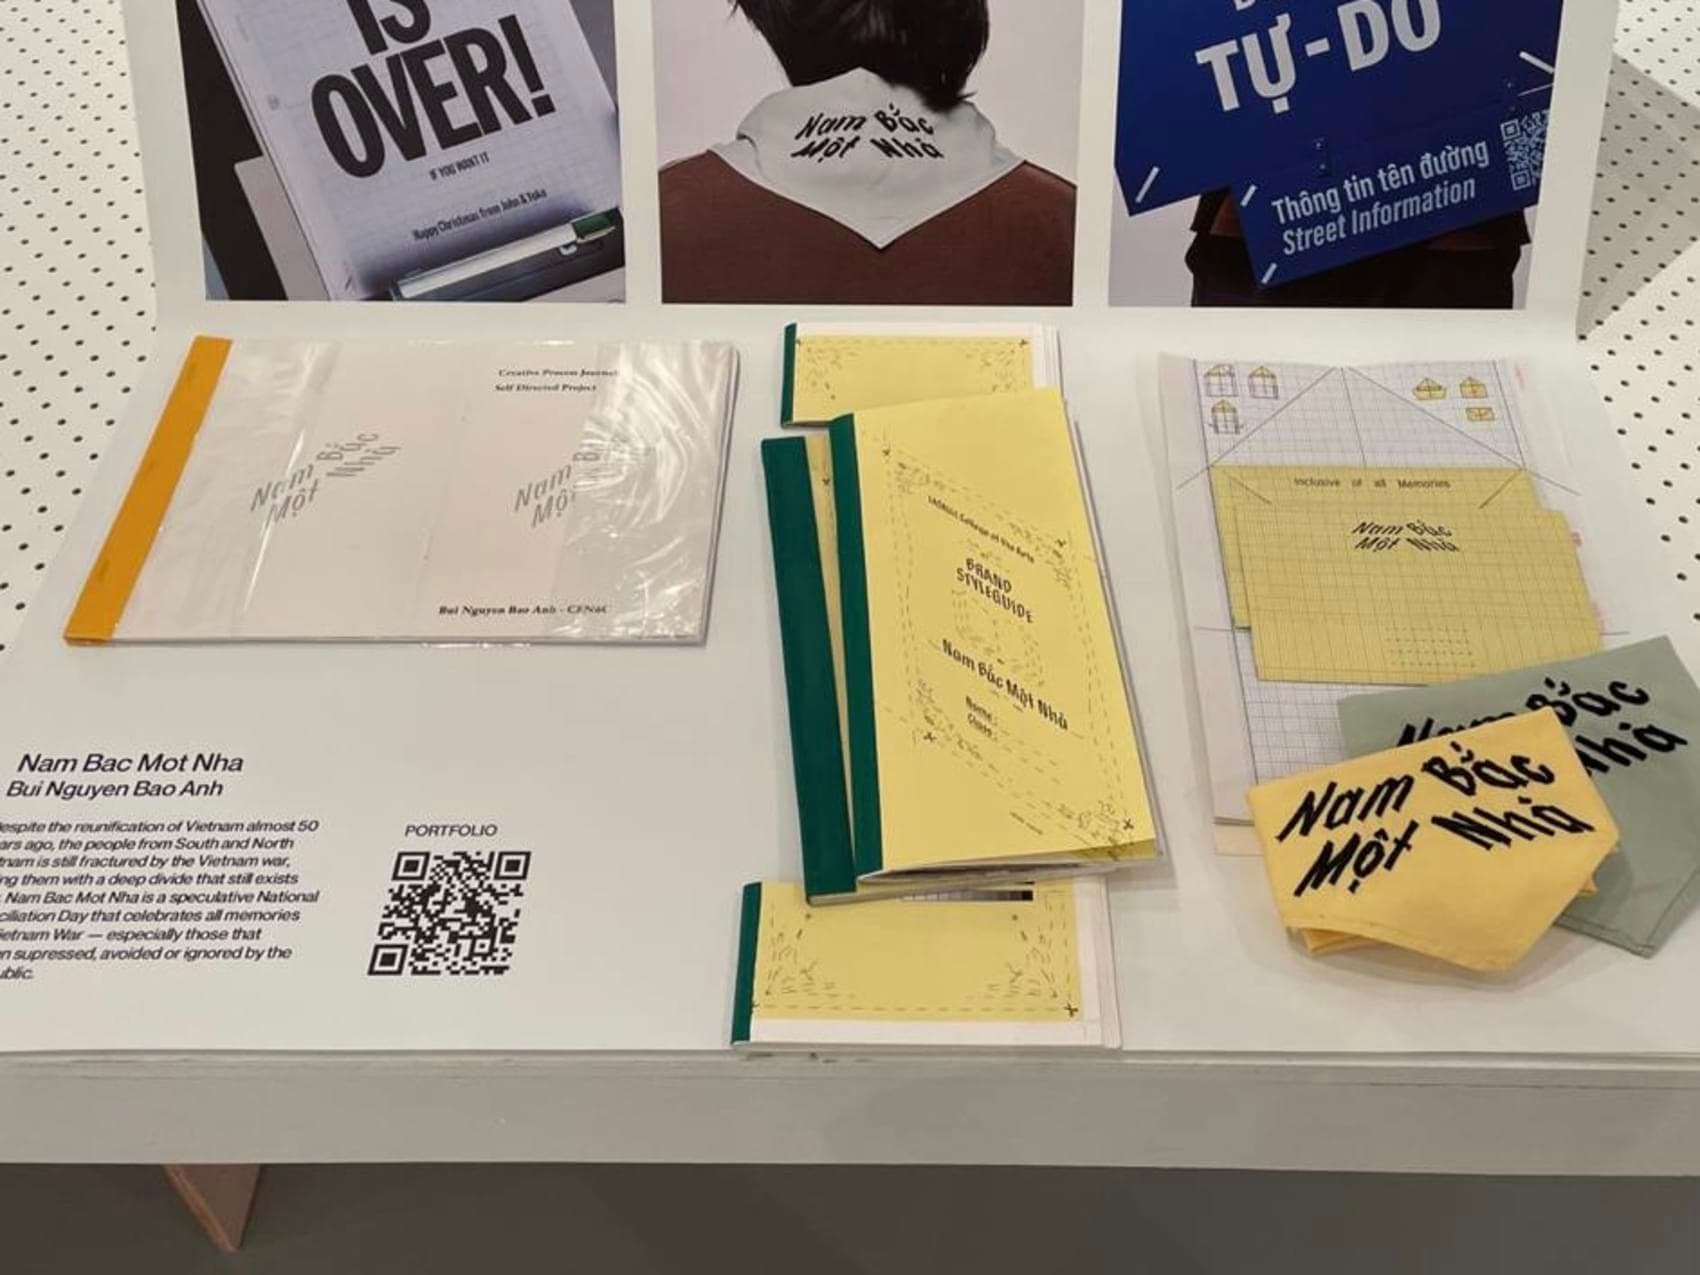 IS
OVER!
IF YOU WANT IT
Happy Christmas from John & Yoko
Nam Bắc
Một Nhà
TỰ-DO
Thông tin tên đường
Street Information
Creative Process Journal
Self Directed Project
Nam Bắc
Một Nhà
Nam
Một
Bui Nguyen Bao Anh -
LASALLE College of the Arts
BRAND
STYLEGUIDE
Nam Bắc Một Nhà
Name:
Class:
Inclusive of all Memories
Nam Bắc
Một Nhà
Nam Bắc
Nhà
Nam Bắc
Một Nhà
Nam Bac Mot Nha
Bui Nguyen Bao Anh
espite the reunification of Vietnam almost 50
ars ago, the people from South and North
tnam is still fractured by the Vietnam war,
ing them with a deep divide that still exists
Nam Bac Mot Nha is a speculative National
ciliation Day that celebrates all memories
ietnam War — especially those that
n supressed, avoided or ignored by the
ublic.
PORTFOLIO